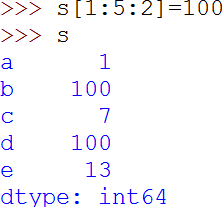 >>> s[1:5:2]=100
>>> s
a      1
b    100
c      7
d    100
e     13
dtype: int64